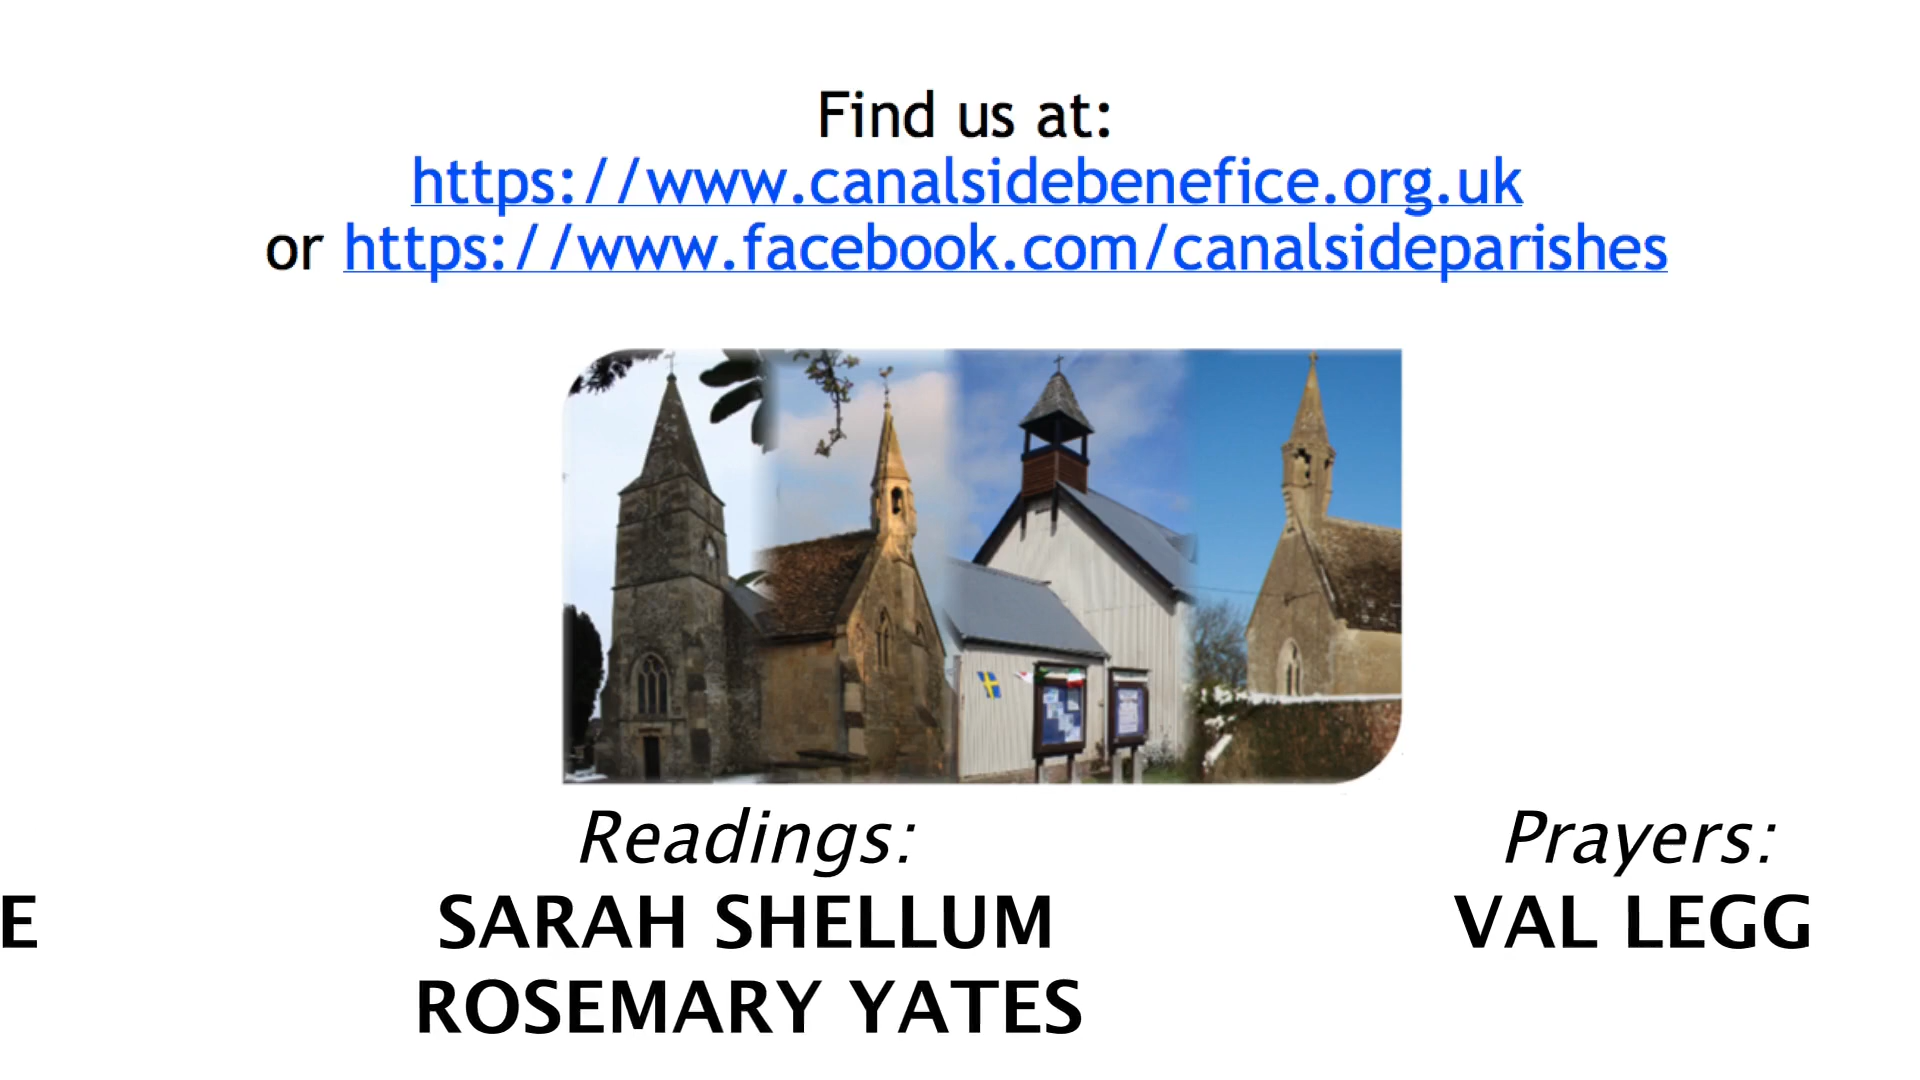 Find us at:
https://www.canalsidebenefice.org.uk
or https://www.facebook.com/canalsideparishes
E
Readings:
SARAH SHELLUM
ROSEMARY YATES
Prayers:
VAL LEGG